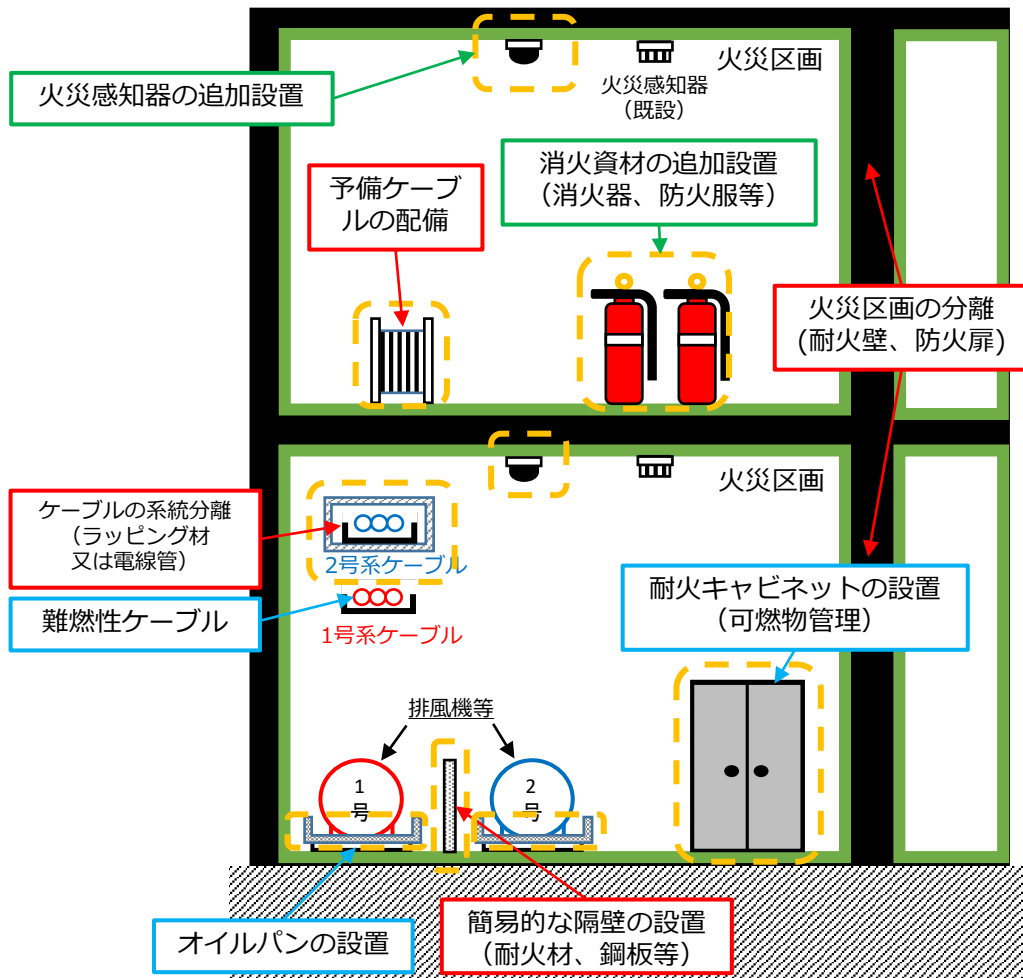 火災区画
火災感知器の追加設置
火災感知器
（既設）
消火資材の追加設置
（消火器、防火服等）
予備ケーブ
ルの配備
火災区画の分離
(耐火壁、防火扉)
火災区画
ケーブルの系統分離
（ラッピング材
又は電線管）
2号系ケーブル
難燃性ケーブル
1号系ケーブル
耐火キャビネットの設置
（可燃物管理）
排風機等
1
号
2
号
オイルパンの設置
簡易的な隔壁の設置
（耐火材、鋼板等）